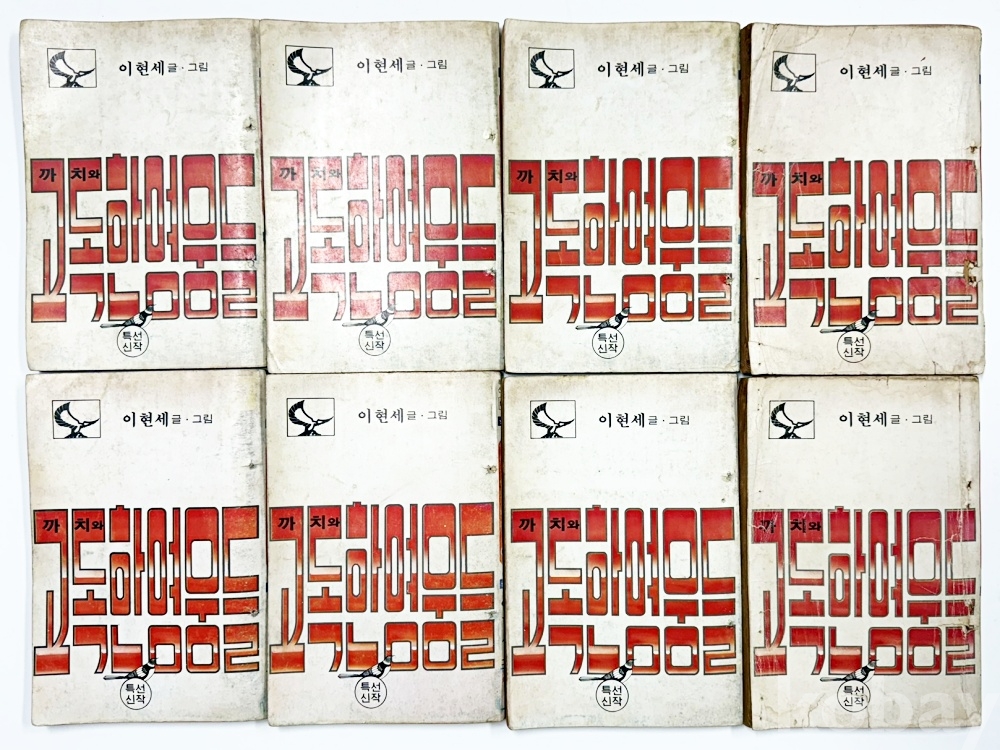 이현세 글·그림
까치와
고독한영웅들
특선
신작
이현세 글·그림
까치와
고독한영웅들
특선
신작
이현세 글·그림
까치와
고독한영웅들
특선
신작
이현세 글·그림
까치와
고독한영웅들
특선
신작
이현세 글·그림
까치와
고독한영웅들
특선
신작
이현세 글·그림
까치와
고독한영웅들
특선
신작
이현세 글·그림
까치와
고독한영웅들
특선
신작
이현세 글·그림
까치와
고독한영웅들
특선
신작